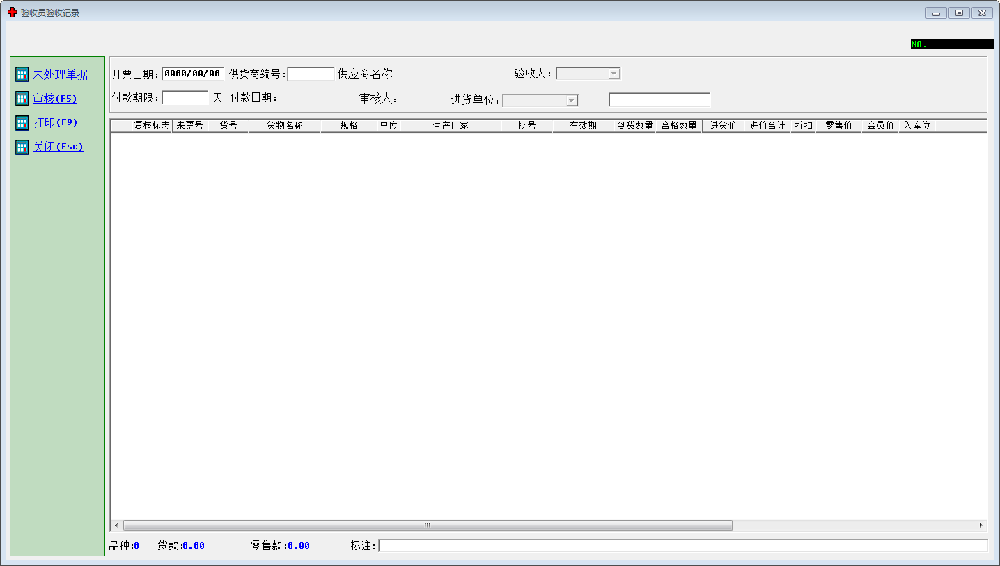 验收员验收记录
NO.
未处理单据
审核(F5)
打印(F9)
关闭(Esc)
开票日期: 0000/00/00 供货商编号: 供应商名称 验收人:
付款期限: 天 付款日期: 审核人: 进货单位:
复核标志 来票号 货号 货物名称 规格 单位 生产厂家 批号 有效期 到货数量 合格数量 进货价 进价合计 折扣 零售价 会员价 入库位
品种:0 货款:0.00 零售款:0.00 标注: